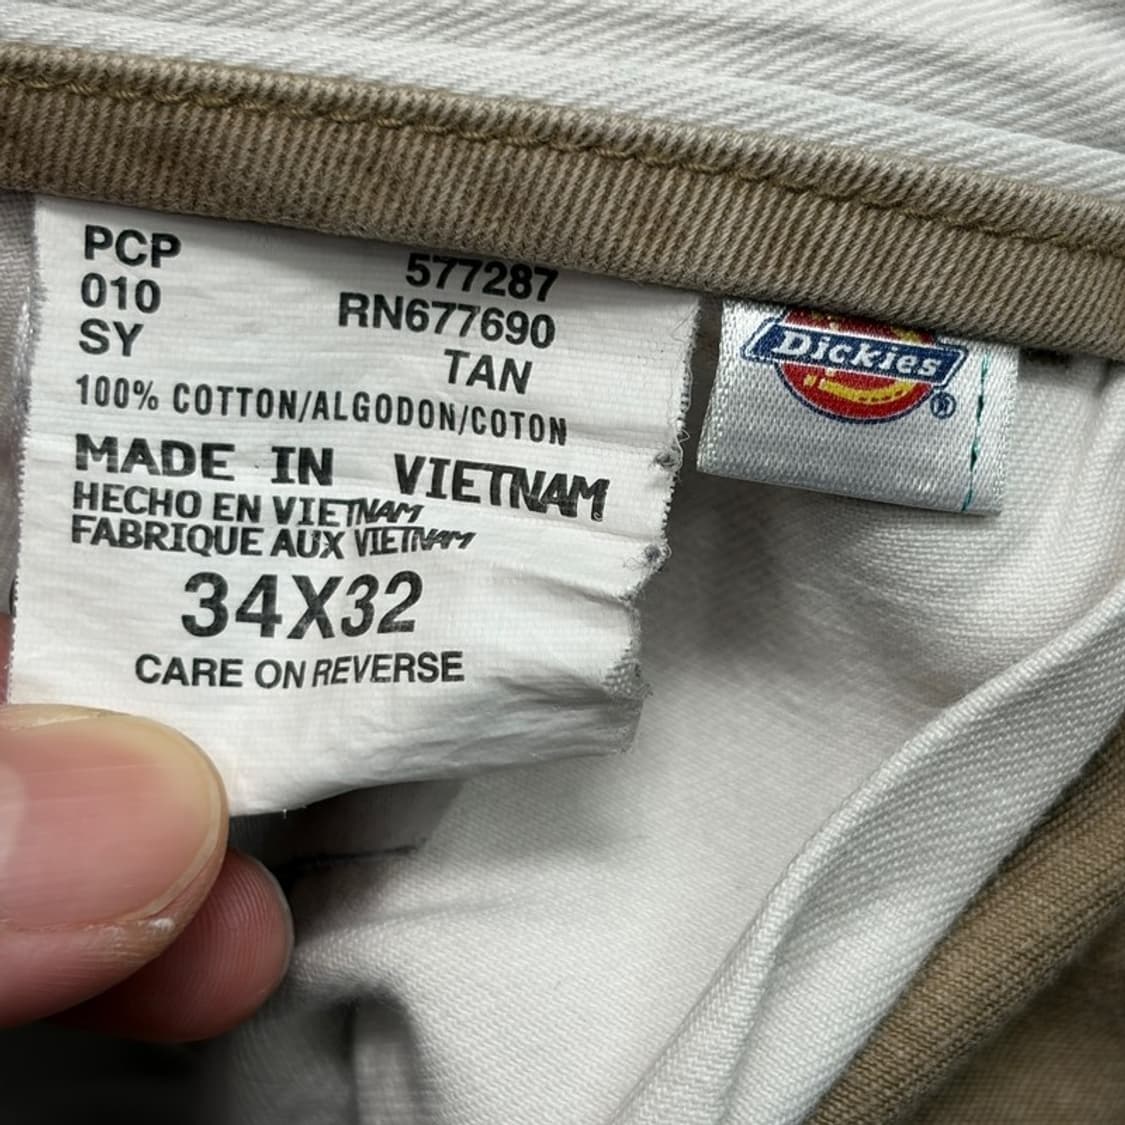 PCP
577287
010
RN677690
SY
TAN
100% COTTON/ALGODON/COTON
MADE IN VIETNAM
HECHO EN VIETNAM
FABRIQUE AUX VIETNAM
34X32
CARE ON REVERSE
Dickies®